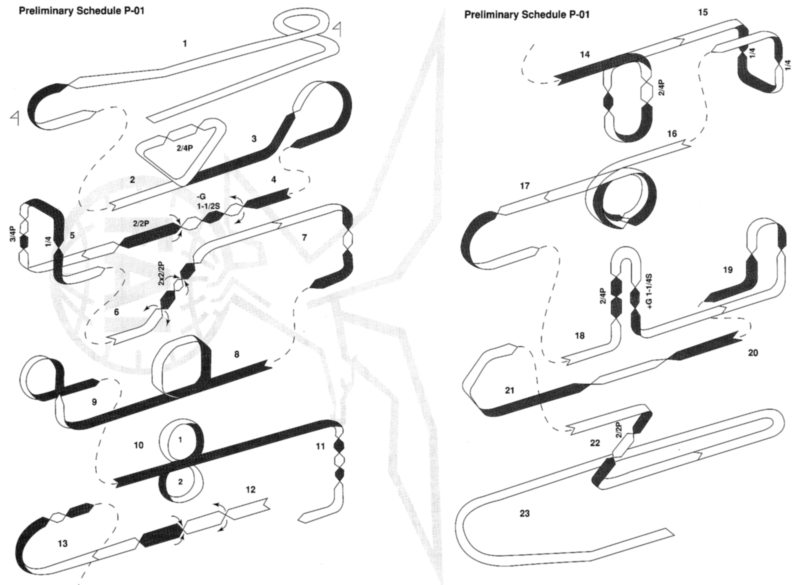 Preliminary Schedule P-01
1
2/4P
3
2
4
-G
1-1/2S
2/2P
3/4P
1/4
5
7
2x2/2P
6
8
9
10
1
2
11
12
13
Preliminary Schedule P-01
15
14
1/4
1/4
2/4P
16
17
2/4P
+G 1-1/4S
19
18
20
21
22
2/2P
23